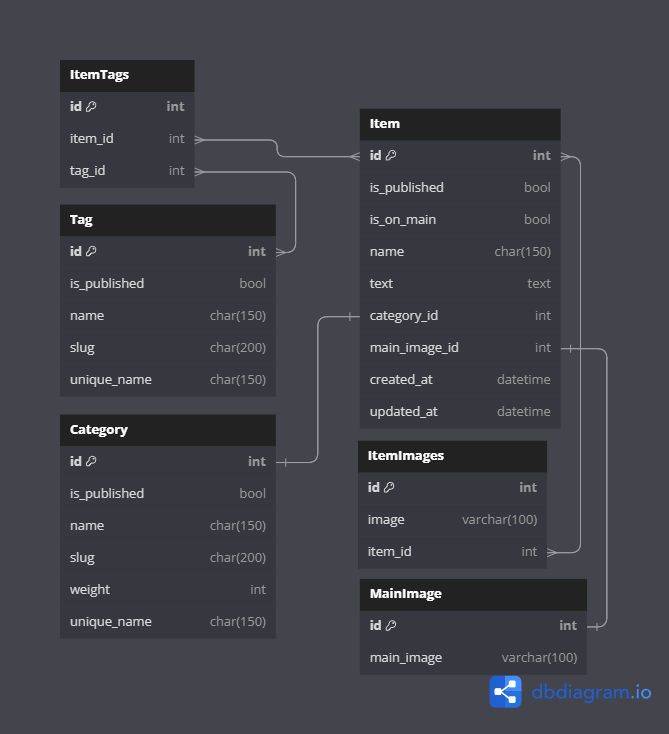 ItemTags
id int
item_id int
tag_id int
Tag
id int
is_published bool
name char(150)
slug char(200)
unique_name char(150)
Category
id int
is_published bool
name char(150)
slug char(200)
weight int
unique_name char(150)
Item
id int
is_published bool
is_on_main bool
name char(150)
text text
category_id int
main_image_id int
created_at datetime
updated_at datetime
ItemImages
id int
image varchar(100)
item_id int
MainImage
id int
main_image varchar(100)
dbdiagram.io